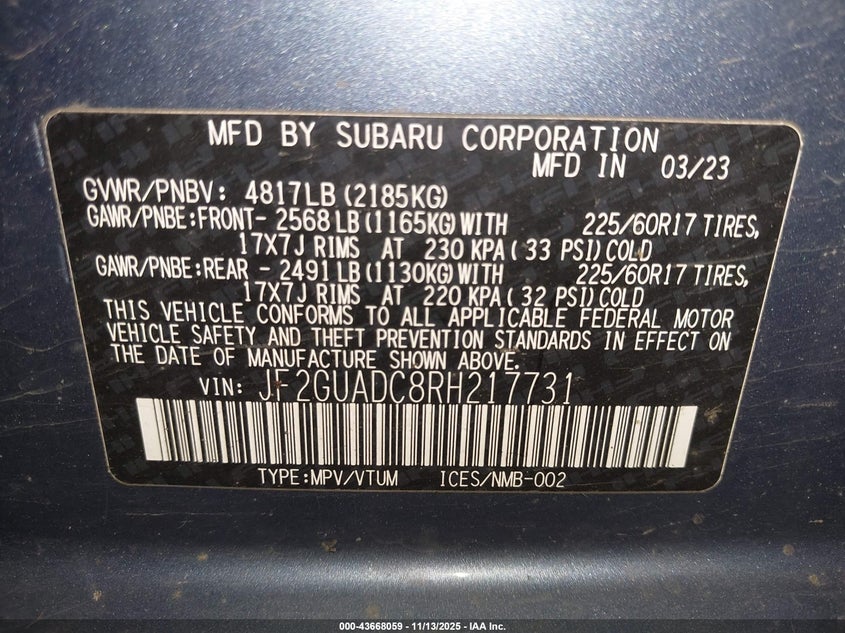 MFD BY SUBARU CORPORATION
MFD IN 03/23
GVWR/PNBV: 4817LB (2185KG)
GAWR/PNBE:FRONT- 2568 LB (1165KG) WITH 225/60R17 TIRES,
17X7J RIMS AT 230 KPA ( 33 PSI) COLD
GAWR/PNBE:REAR - 2491 LB (1130KG) WITH 225/60R17 TIRES,
17X7J RIMS AT 220 KPA ( 32 PSI) COLD
THIS VEHICLE CONFORMS TO ALL APPLICABLE FEDERAL MOTOR
VEHICLE SAFETY AND THEFT PREVENTION STANDARDS IN EFFECT ON
THE DATE OF MANUFACTURE SHOWN ABOVE.
VIN: JF2GUADC8RH217731
TYPE:MPV/VTUM ICES/NMB-002
000-43668059 - 11/13/2025 - IAA Inc.